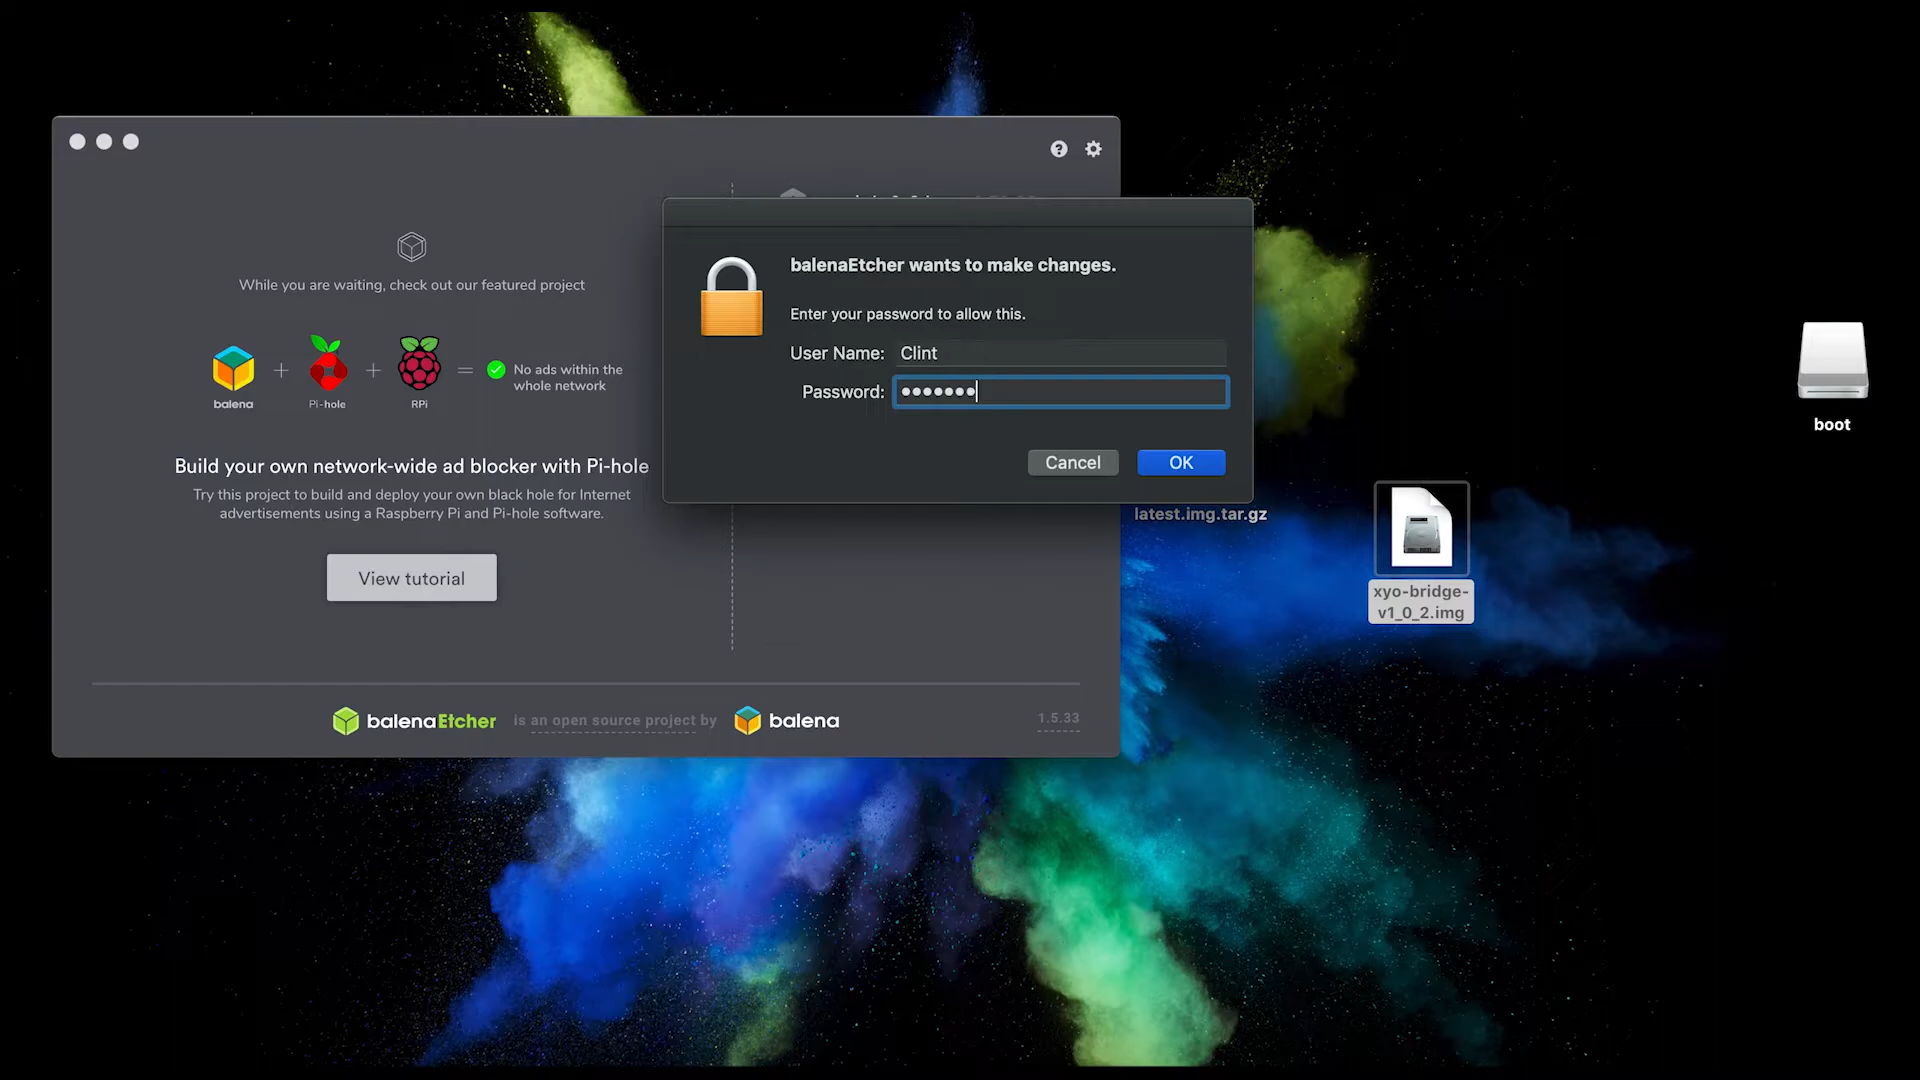 While you are waiting, check out our featured project
balena
Pi-hole
RPi
No ads within the
whole network
Build your own network-wide ad blocker with Pi-hole
Try this project to build and deploy your own black hole for Internet
advertisements using a Raspberry Pi and Pi-hole software.
View tutorial
balenaEtcher is an open source project by balena
1.5.33
balenaEtcher wants to make changes.
Enter your password to allow this.
User Name: Clint
Password:
Cancel
OK
latest.img.tar.gz
xyo-bridge-
v1_0_2.img
boot